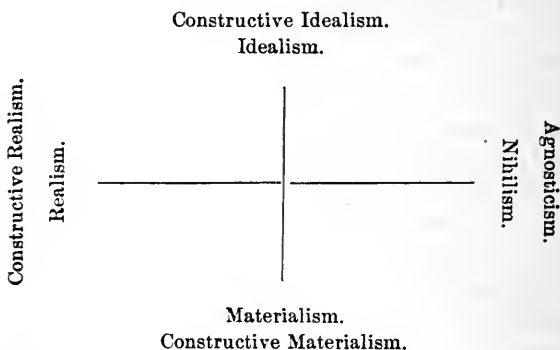 Constructive Idealism.
Idealism.
Constructive Realism.
Realism.
Nihilism.
Agnosticism.
Materialism.
Constructive Materialism.